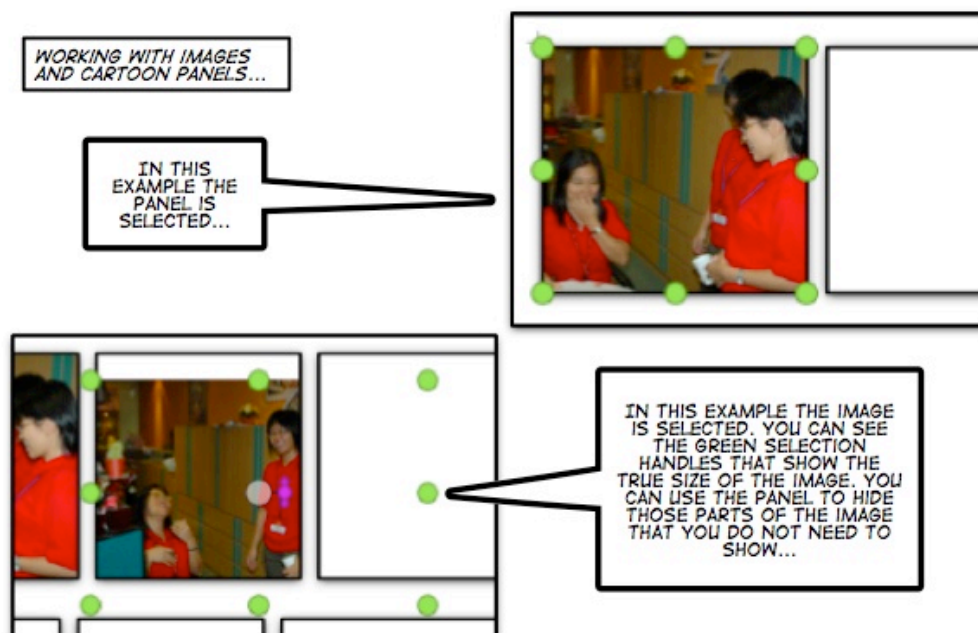 WORKING WITH IMAGES
AND CARTOON PANELS...
IN THIS
EXAMPLE THE
PANEL IS
SELECTED...
IN THIS EXAMPLE THE IMAGE
IS SELECTED. YOU CAN SEE
THE GREEN SELECTION
HANDLES THAT SHOW THE
TRUE SIZE OF THE IMAGE. YOU
CAN USE THE PANEL TO HIDE
THOSE PARTS OF THE IMAGE
THAT YOU DO NOT NEED TO
SHOW...